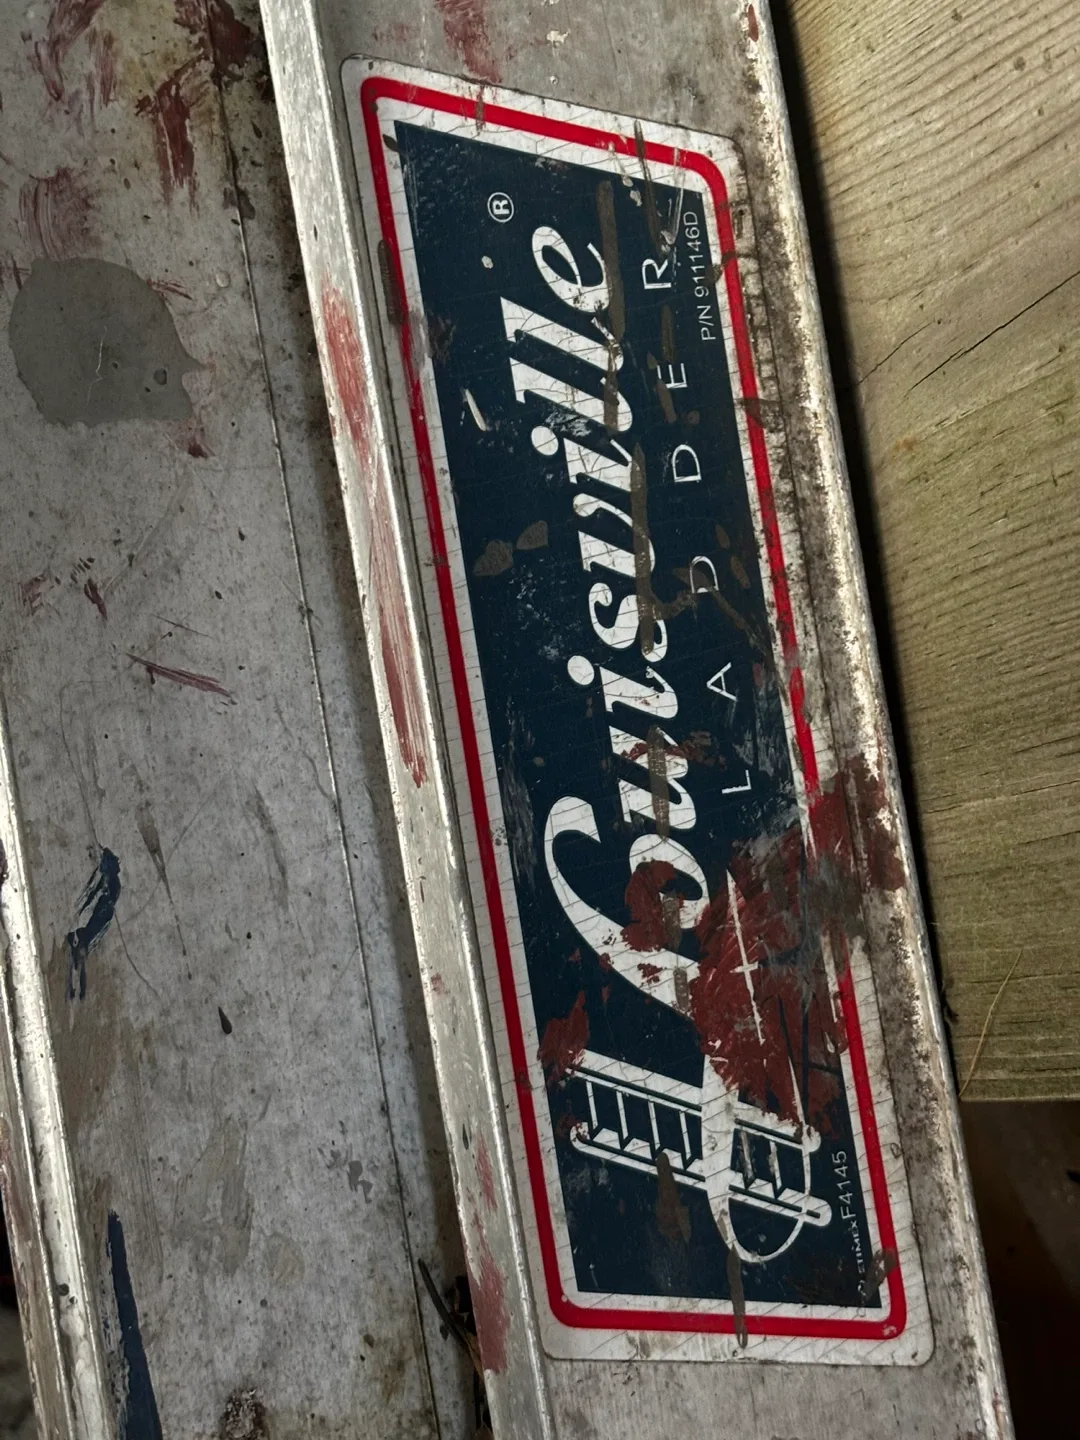 Louisville®
LADDER
P/N 911146D
F4145